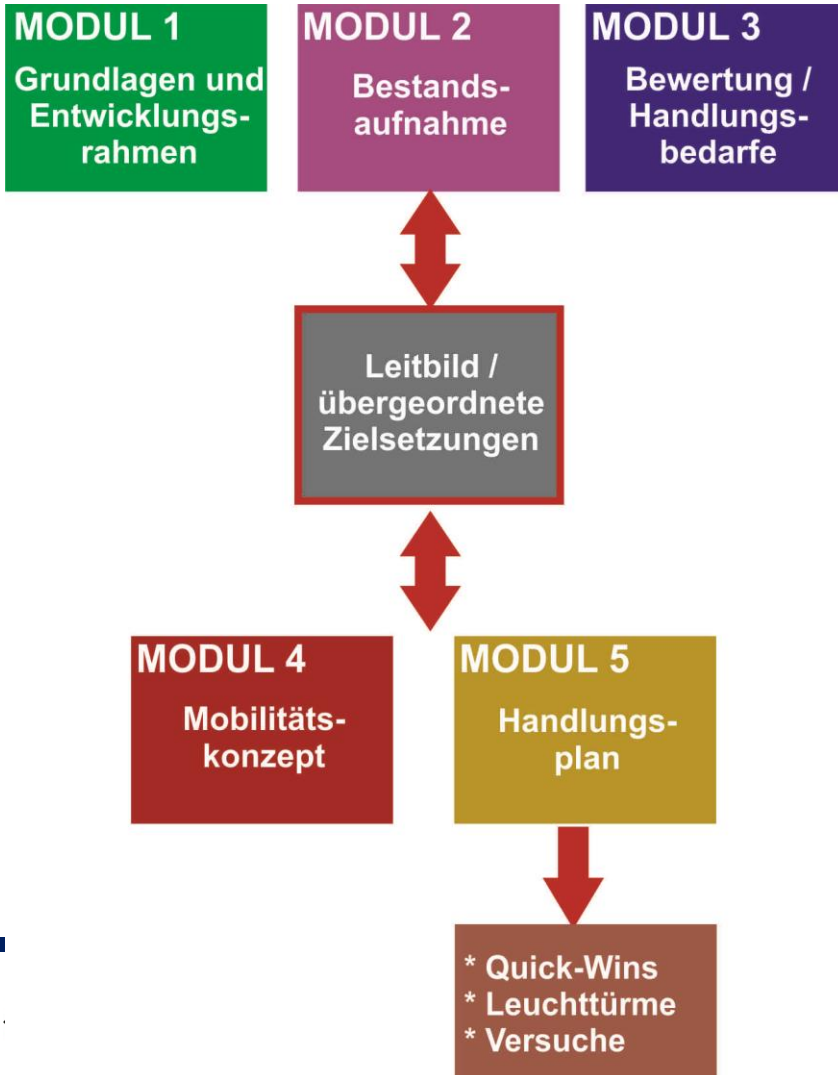 MODUL 1
Grundlagen und
Entwicklungs-
rahmen
MODUL 2
Bestands-
aufnahme
MODUL 3
Bewertung /
Handlungs-
bedarfe
Leitbild /
übergeordnete
Zielsetzungen
MODUL 4
Mobilitäts-
konzept
MODUL 5
Handlungs-
plan
* Quick-Wins
* Leuchttürme
* Versuche